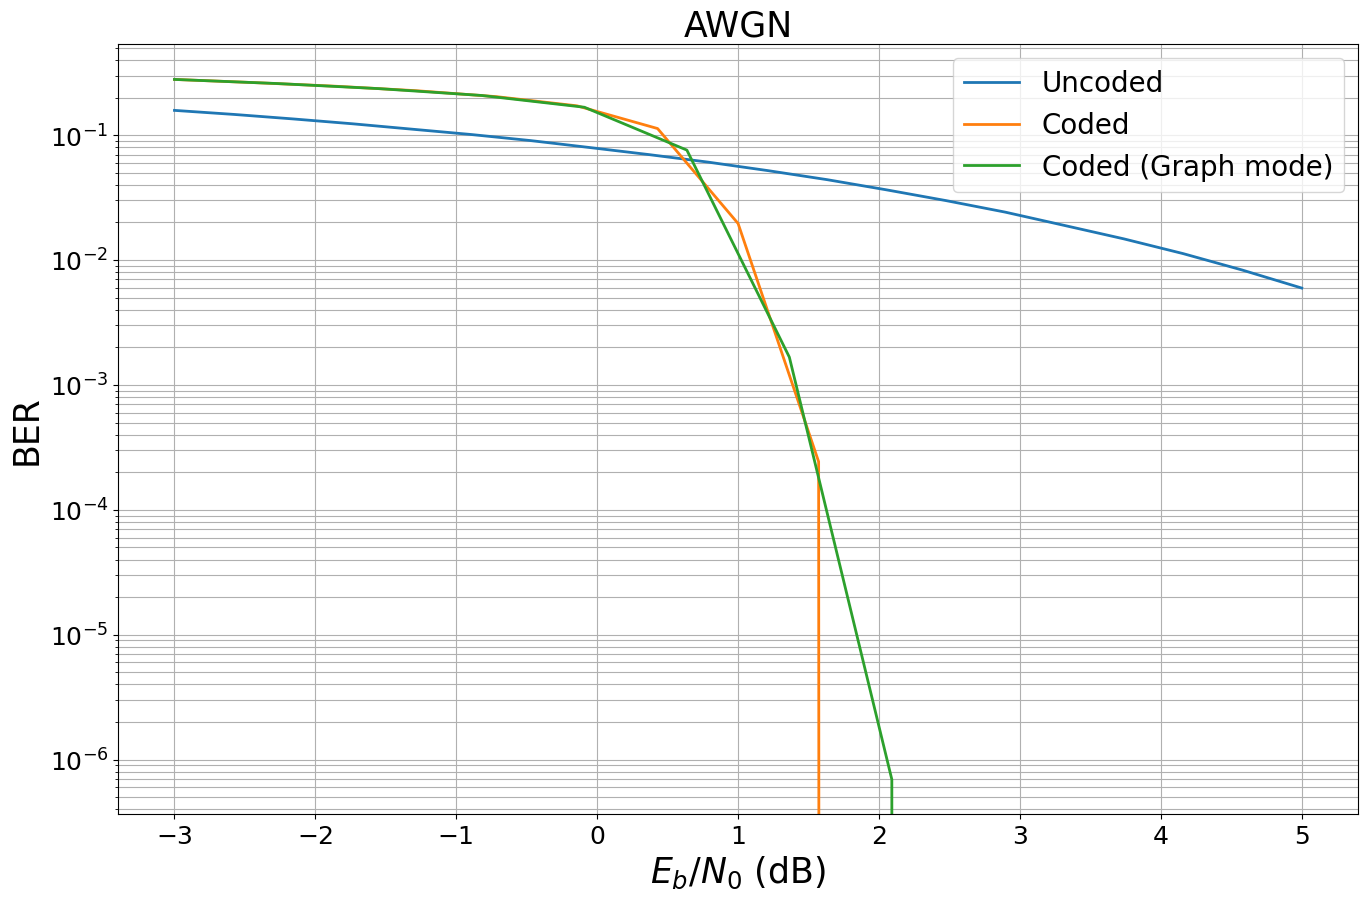 AWGN
Uncoded
Coded
Coded (Graph mode)
BER
10⁻¹
10⁻²
10⁻³
10⁻⁴
10⁻⁵
10⁻⁶
−3 −2 −1 0 1 2 3 4 5
E_b/N_0 (dB)